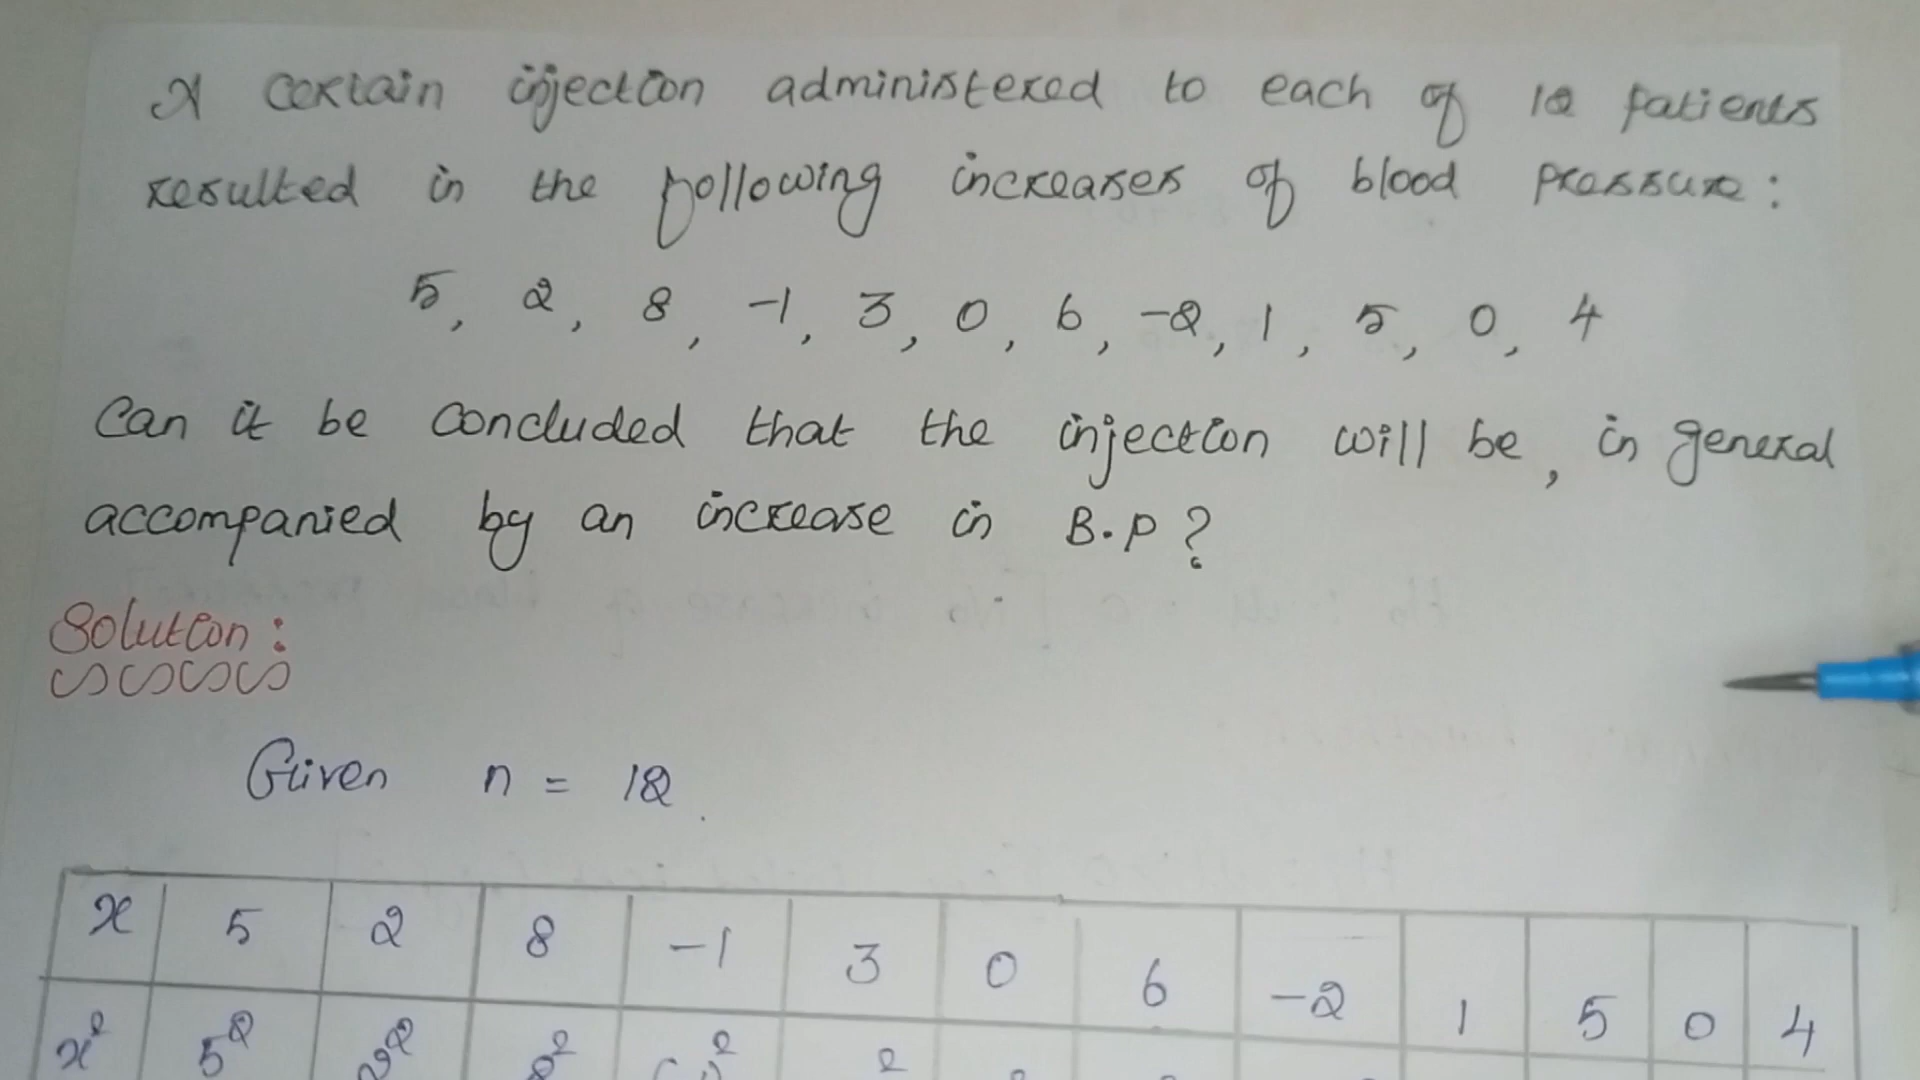 A certain injection administered to each of 12 patients
resulted in the following increases of blood pressure:
5, 2, 8, -1, 3, 0, 6, -2, 1, 5, 0, 4
Can it be concluded that the injection will be, in general
accompanied by an increase in B.P?
Solution:
Given n = 12
x 5 2 8 -1 3 0 6 -2 1 5 0 4
x² 5² 2² 8²